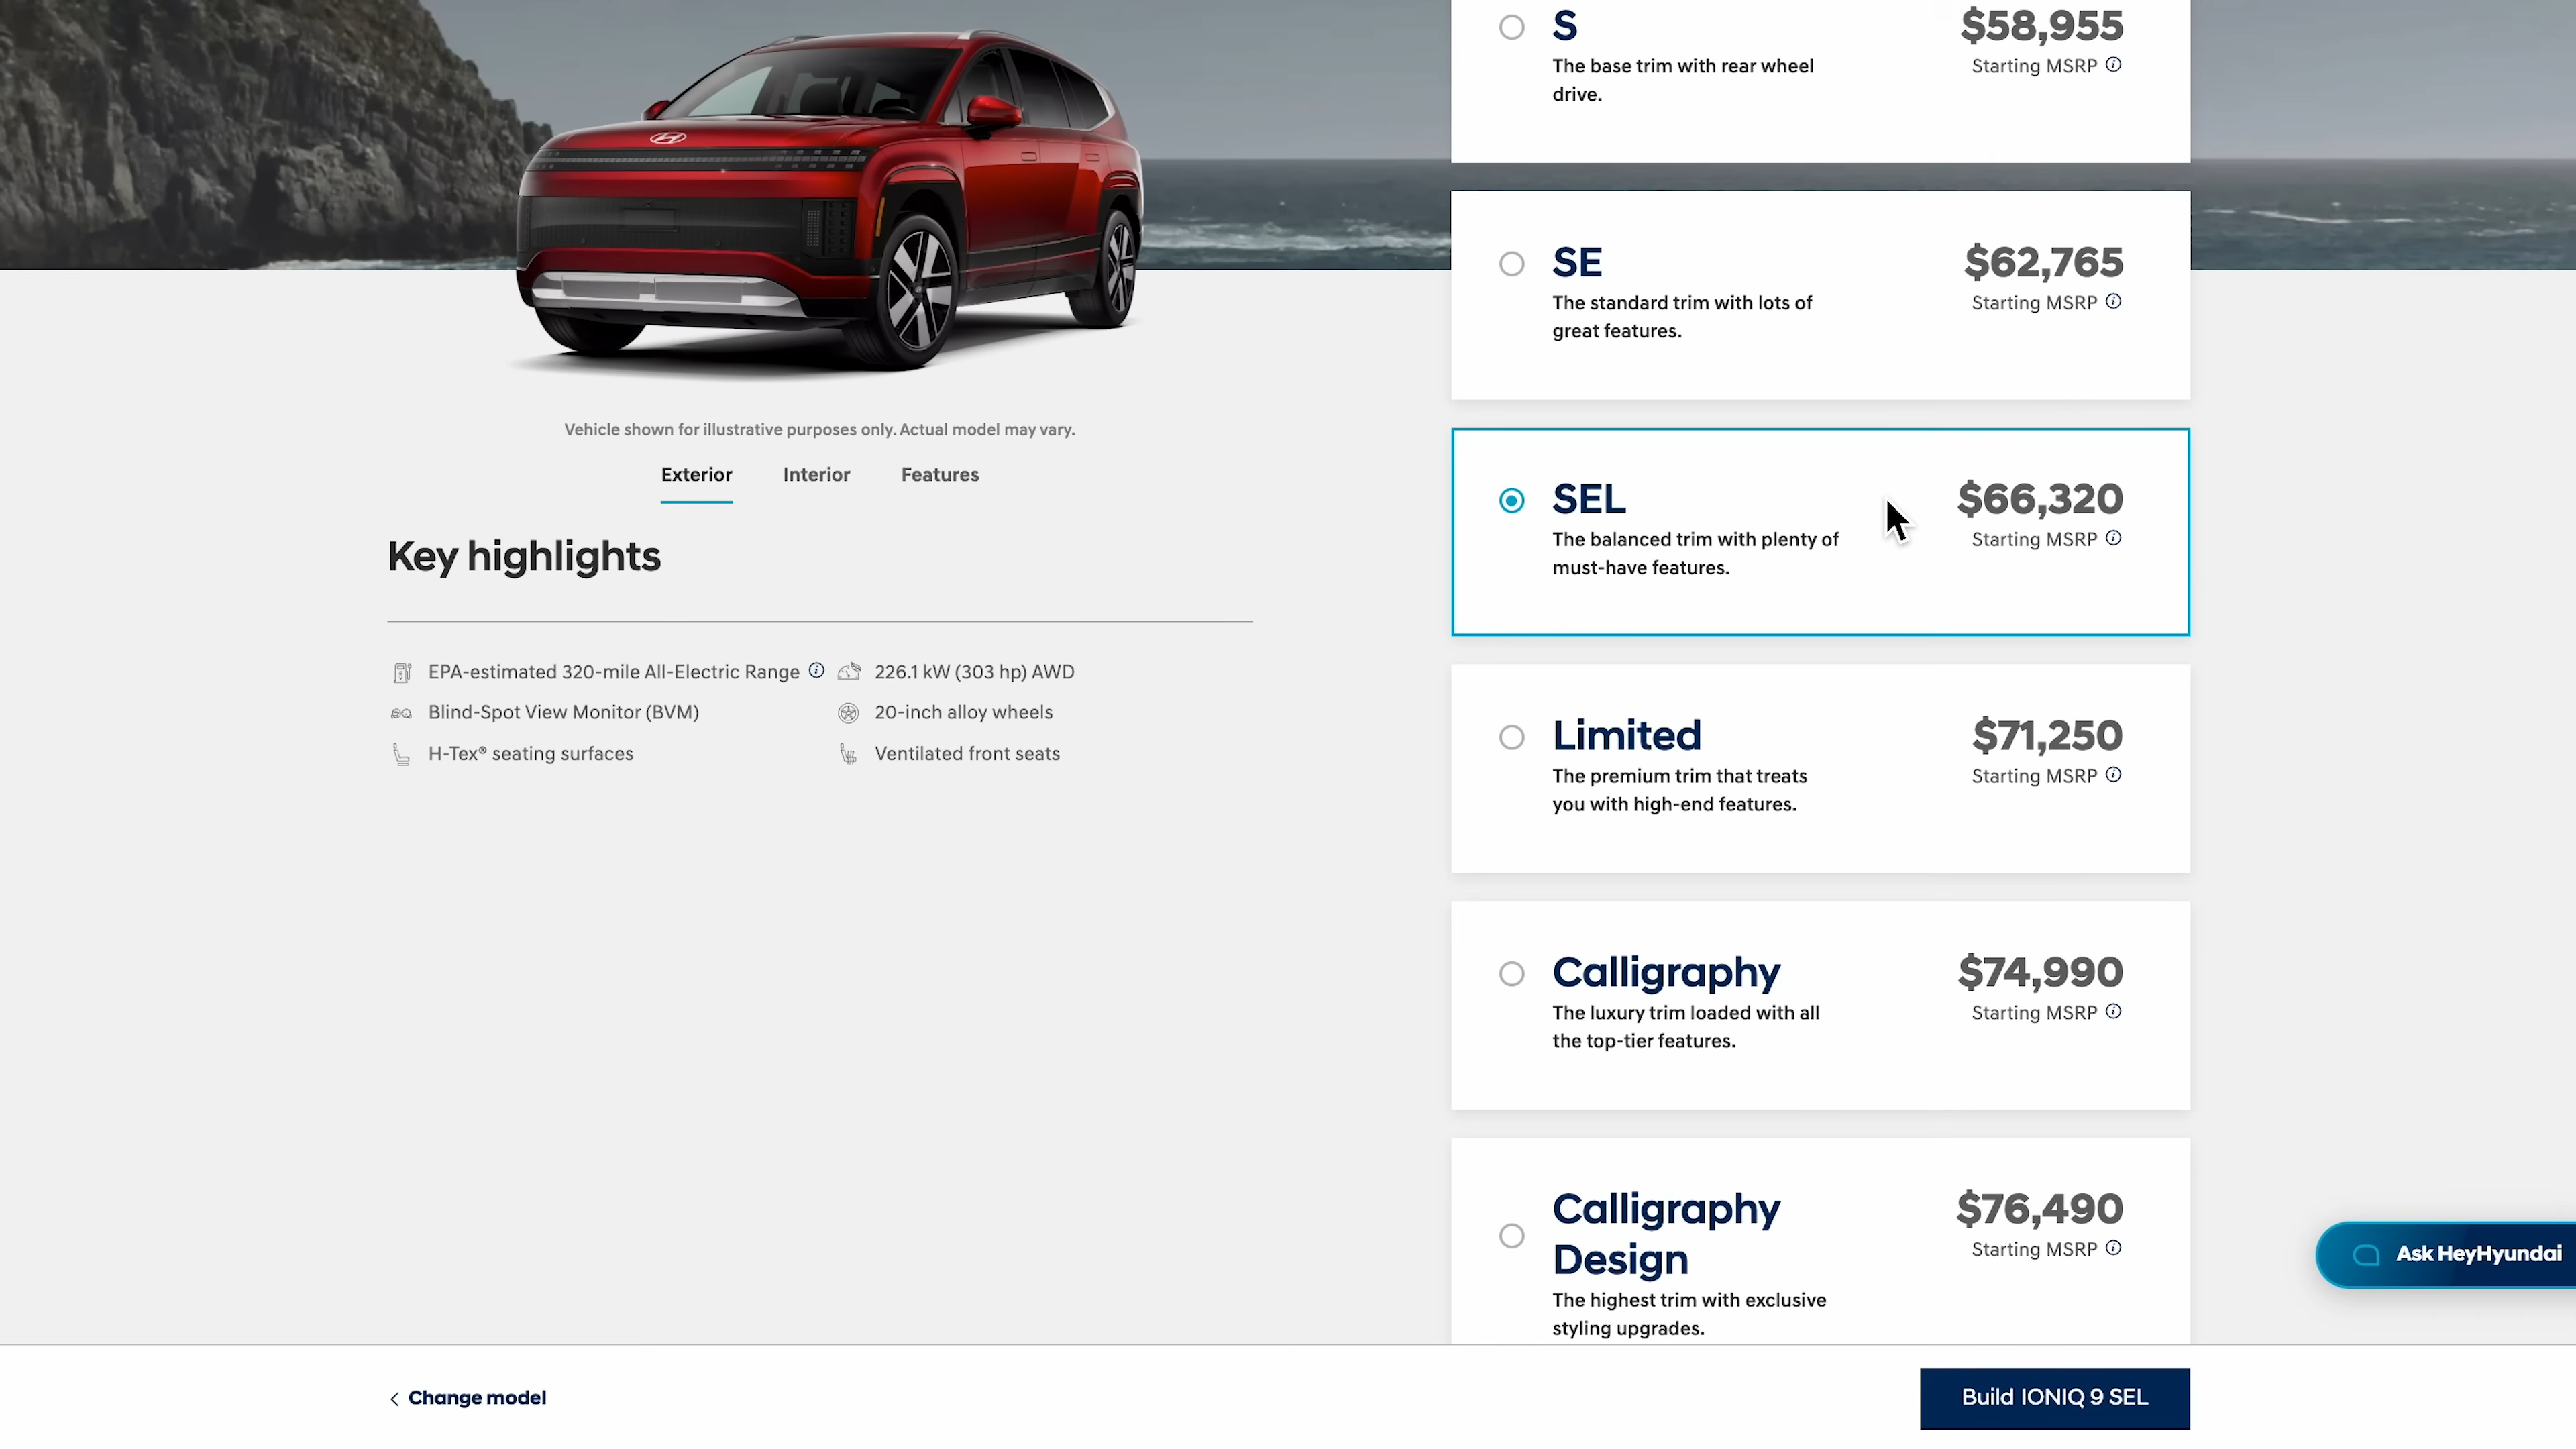 Vehicle shown for illustrative purposes only. Actual model may vary.
Exterior
Interior
Features
Key highlights
EPA-estimated 320-mile All-Electric Range
226.1 kW (303 hp) AWD
Blind-Spot View Monitor (BVM)
20-inch alloy wheels
H-Tex® seating surfaces
Ventilated front seats
S
$58,955
The base trim with rear wheel
drive.
Starting MSRP
SE
$62,765
The standard trim with lots of
great features.
Starting MSRP
SEL
$66,320
The balanced trim with plenty of
must-have features.
Starting MSRP
Limited
$71,250
The premium trim that treats
you with high-end features.
Starting MSRP
Calligraphy
$74,990
The luxury trim loaded with all
the top-tier features.
Starting MSRP
Calligraphy
Design
$76,490
Starting MSRP
The highest trim with exclusive
styling upgrades.
Ask HeyHyundai
Change model
Build IONIQ 9 SEL